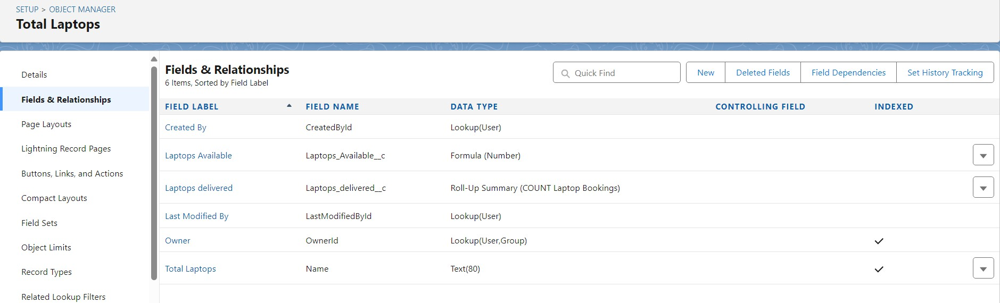 SETUP > OBJECT MANAGER
Total Laptops
Details
Fields & Relationships
Page Layouts
Lightning Record Pages
Buttons, Links, and Actions
Compact Layouts
Field Sets
Object Limits
Record Types
Related Lookup Filters
Fields & Relationships
6 Items, Sorted by Field Label
Quick Find
New Deleted Fields Field Dependencies Set History Tracking
FIELD LABEL FIELD NAME DATA TYPE CONTROLLING FIELD INDEXED
Created By CreatedById Lookup(User)
Laptops Available Laptops_Available__c Formula (Number)
Laptops delivered Laptops_delivered__c Roll-Up Summary (COUNT Laptop Bookings)
Last Modified By LastModifiedById Lookup(User)
Owner OwnerId Lookup(User,Group)
Total Laptops Name Text(80)